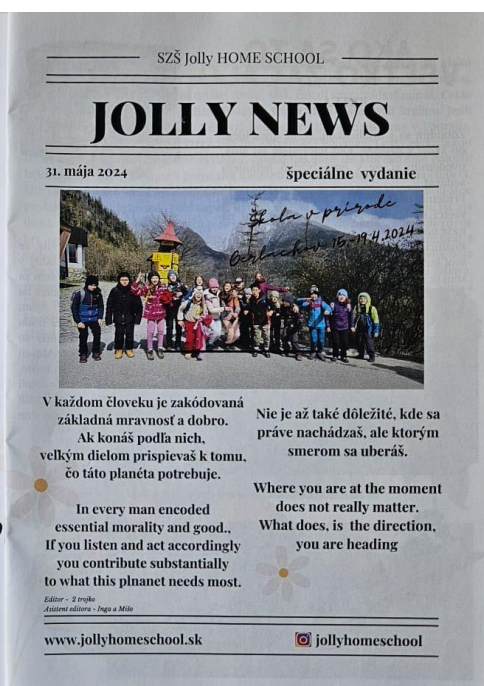 SZŠ Jolly HOME SCHOOL
JOLLY NEWS
31. mája 2024
špeciálne vydanie
Škola v prírode
Gerlachov 15.-19.4.2024
V každom človeku je zakódovaná
základná mravnosť a dobro.
Ak konáš podľa nich,
veľkým dielom prispievaš k tomu,
čo táto planéta potrebuje.
In every man encoded
essential morality and good.,
If you listen and act accordingly
you contribute substantially
to what this plnanet needs most.
Nie je až také dôležité, kde sa
práve nachádzaš, ale ktorým
smerom sa uberáš.
Where you are at the moment
does not really matter.
What does, is the direction,
you are heading
Editor - 2 trojko
Asistent editora - Inga a Mišo
www.jollyhomeschool.sk
jollyhomeschool